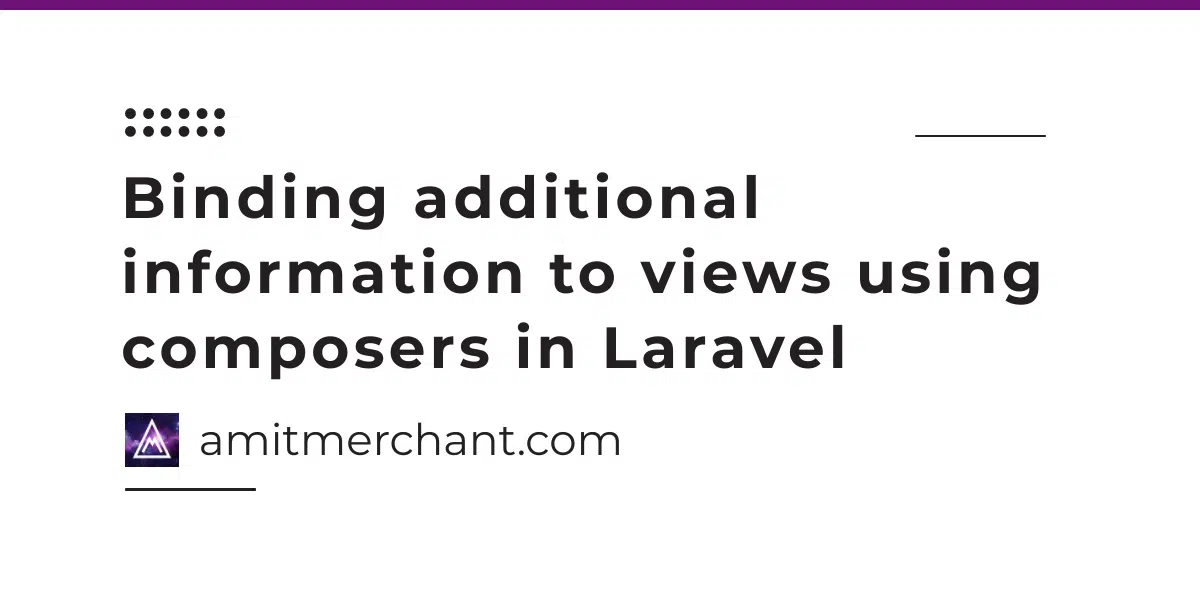 Binding additional
information to views using
composers in Laravel
amitmerchant.com